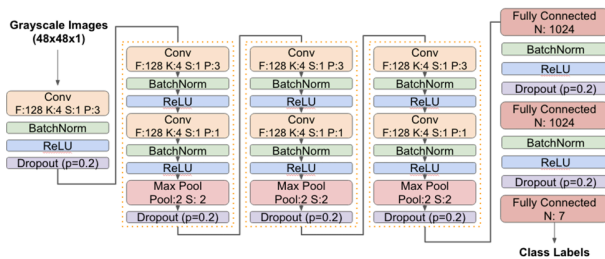 Grayscale Images
(48x48x1)
Conv
F:128 K:4 S:1 P:3
BatchNorm
ReLU
Dropout (p=0.2)
Conv
F:128 K:4 S:1 P:3
BatchNorm
ReLU
Conv
F:128 K:4 S:1 P:1
BatchNorm
ReLU
Max Pool
Pool:2 S: 2
Dropout (p=0.2)
Conv
F:128 K:4 S:1 P:3
BatchNorm
ReLU
Conv
F:128 K:4 S:1 P:1
BatchNorm
ReLU
Max Pool
Pool:2 S:2
Dropout (p=0.2)
Conv
F:128 K:4 S:1 P:3
BatchNorm
ReLU
Conv
F:128 K:4 S:1 P:1
BatchNorm
ReLU
Max Pool
Pool:2 S:2
Dropout (p=0.2)
Fully Connected
N: 1024
BatchNorm
ReLU
Dropout (p=0.2)
Fully Connected
N: 1024
BatchNorm
ReLU
Dropout (p=0.2)
Fully Connected
N: 7
Class Labels